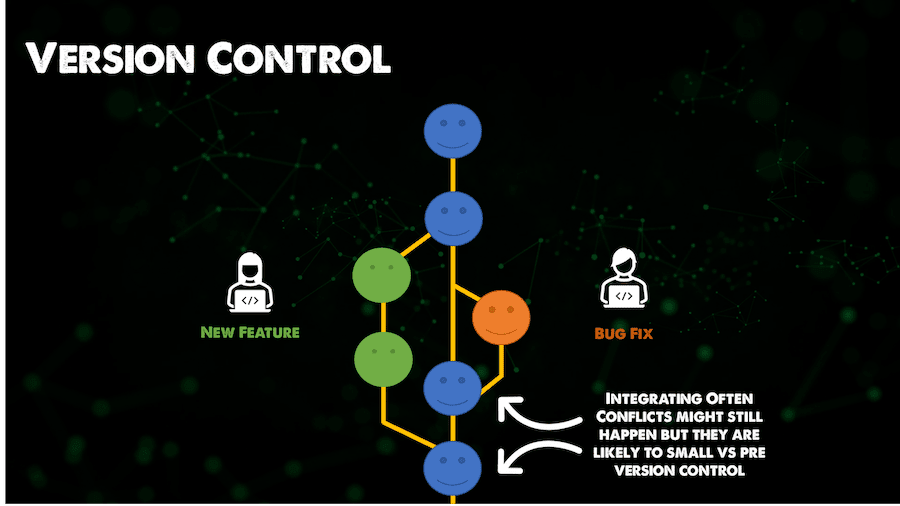 Version Control
New Feature
Bug Fix
Integrating Often
Conflicts might still
happen but they are
likely to small vs pre
version control